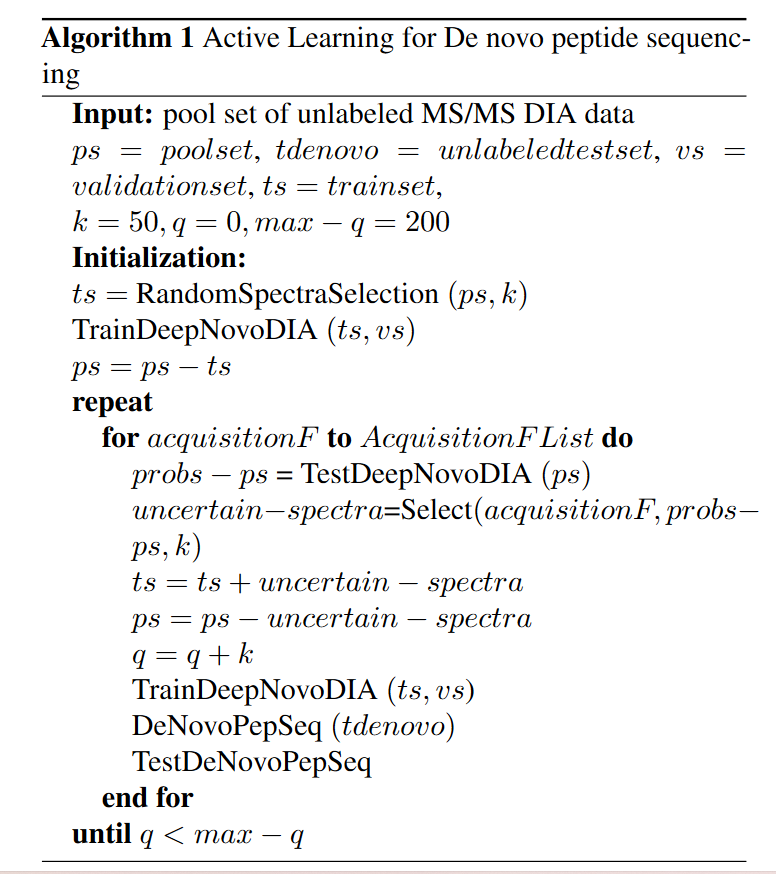 Algorithm 1 Active Learning for De novo peptide sequenc-
ing
Input: pool set of unlabeled MS/MS DIA data
ps = poolset, tdenovo = unlabeledtestset, vs =
validationset, ts = trainset,
k = 50, q = 0, max − q = 200
Initialization:
ts = RandomSpectraSelection (ps, k)
TrainDeepNovoDIA (ts, vs)
ps = ps − ts
repeat
for acquisitionF to AcquisitionFList do
probs − ps = TestDeepNovoDIA (ps)
uncertain−spectra=Select(acquisitionF, probs−
ps, k)
ts = ts + uncertain − spectra
ps = ps − uncertain − spectra
q = q + k
TrainDeepNovoDIA (ts, vs)
DeNovoPepSeq (tdenovo)
TestDeNovoPepSeq
end for
until q < max − q